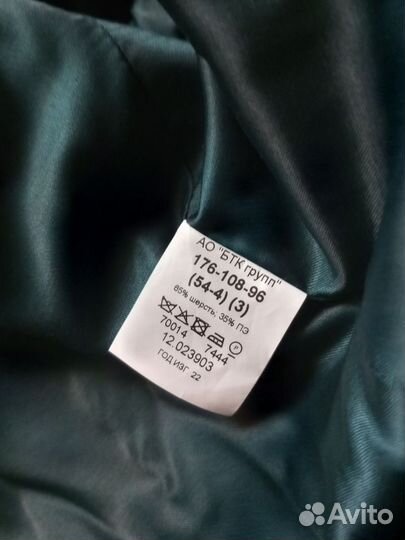 АО "БТК групп"
176-108-96
(54-4) (3)
65% шерсть, 35% ПЭ
P
70014 7444
12.023903
ГОД ИЗГ. 22
Avito